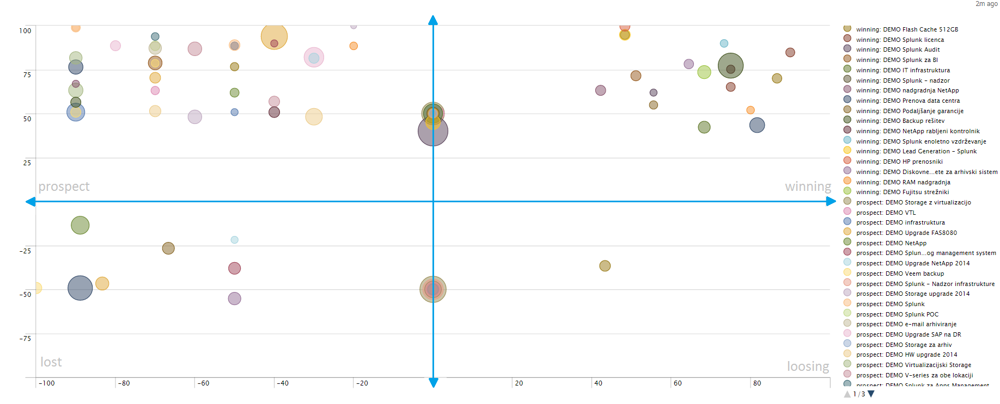 2m ago
100
75
50
25
-25
-50
-75
prospect
winning
lost
loosing
-100
-80
-60
-40
-20
20
40
60
80
winning: DEMO Flash Cache 512GB
winning: DEMO Splunk licenca
winning: DEMO Splunk Audit
winning: DEMO Splunk za BI
winning: DEMO IT infrastruktura
winning: DEMO Splunk - nadzor
winning: DEMO nadgradnja NetApp
winning: DEMO Prenova data centra
winning: DEMO Podaljšanje garancije
winning: DEMO Backup rešitev
winning: DEMO NetApp rabljeni kontrolnik
winning: DEMO Splunk enoletno vzdrževanje
winning: DEMO Lead Generation - Splunk
winning: DEMO HP prenosniki
winning: DEMO Diskovne...ete za arhivski sistem
winning: DEMO RAM nadgradnja
winning: DEMO Fujitsu strežniki
prospect: DEMO Storage z virtualizacijo
prospect: DEMO VTL
prospect: DEMO infrastruktura
prospect: DEMO Upgrade FAS8080
prospect: DEMO NetApp
prospect: DEMO Splun...og management system
prospect: DEMO Upgrade NetApp 2014
prospect: DEMO Veem backup
prospect: DEMO Splunk - Nadzor infrastrukture
prospect: DEMO Storage upgrade 2014
prospect: DEMO Splunk
prospect: DEMO Splunk POC
prospect: DEMO e-mail arhiviranje
prospect: DEMO Upgrade SAP na DR
prospect: DEMO Storage za arhiv
prospect: DEMO HW upgrade 2014
prospect: DEMO Virtualizacijski Storage
prospect: DEMO V-series za obe lokaciji
prospect: DEMO Splunk za Apps Management
1/3